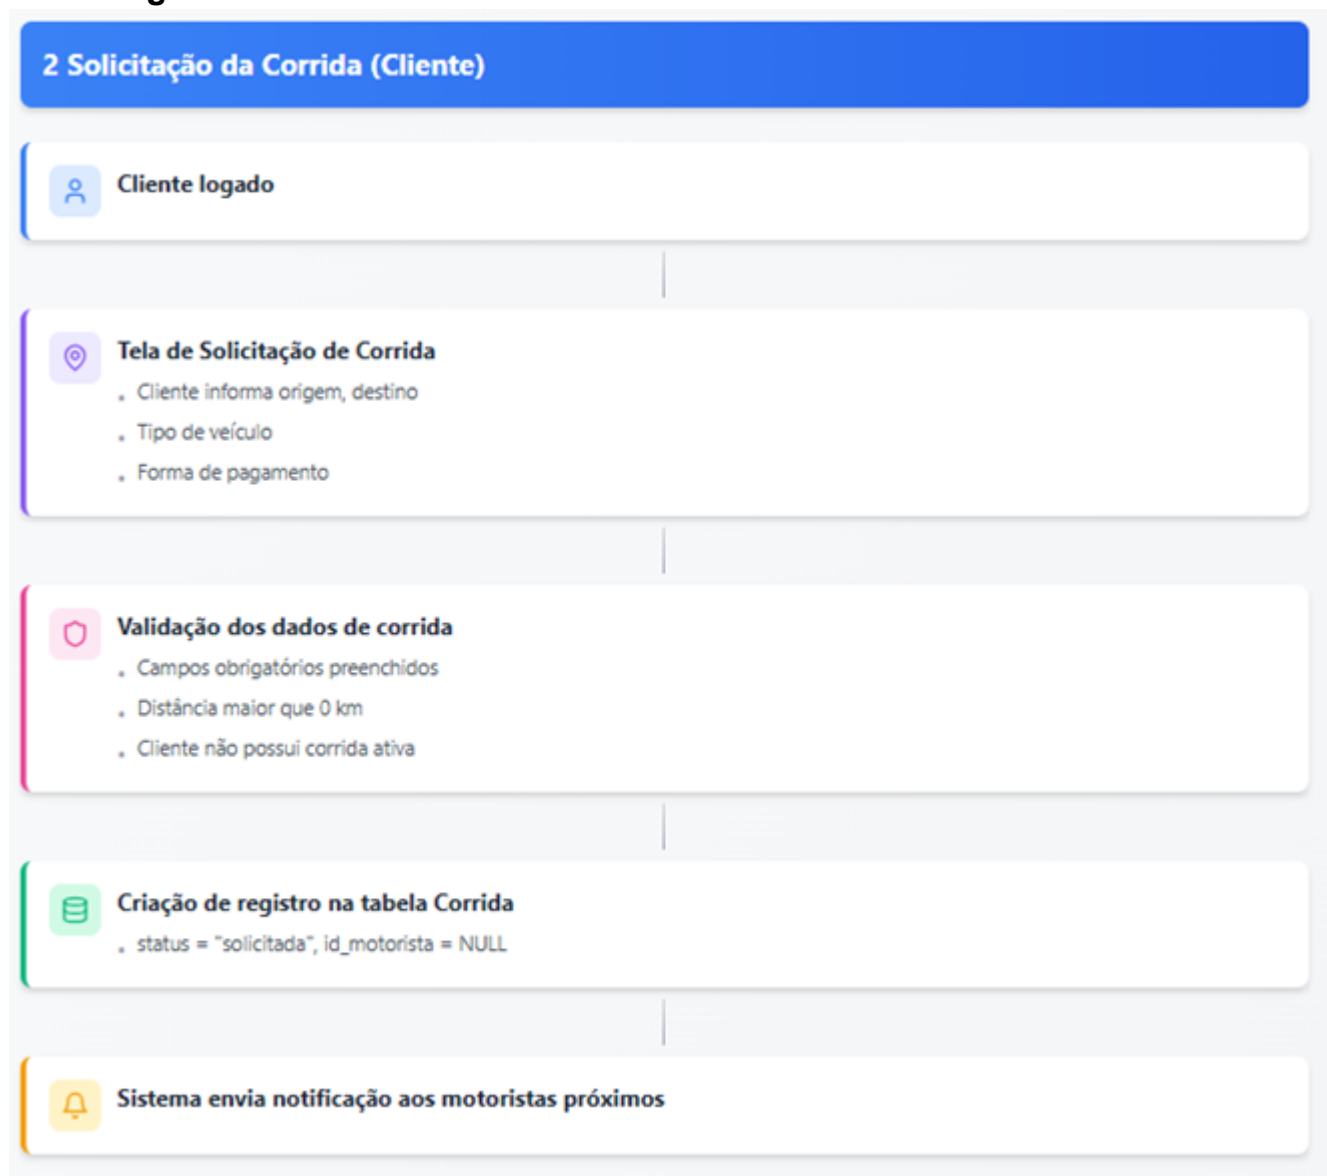 2 Solicitação da Corrida (Cliente)
Cliente logado
Tela de Solicitação de Corrida
. Cliente informa origem, destino
. Tipo de veículo
. Forma de pagamento
Validação dos dados de corrida
. Campos obrigatórios preenchidos
. Distância maior que 0 km
. Cliente não possui corrida ativa
Criação de registro na tabela Corrida
. status = "solicitada", id_motorista = NULL
Sistema envia notificação aos motoristas próximos